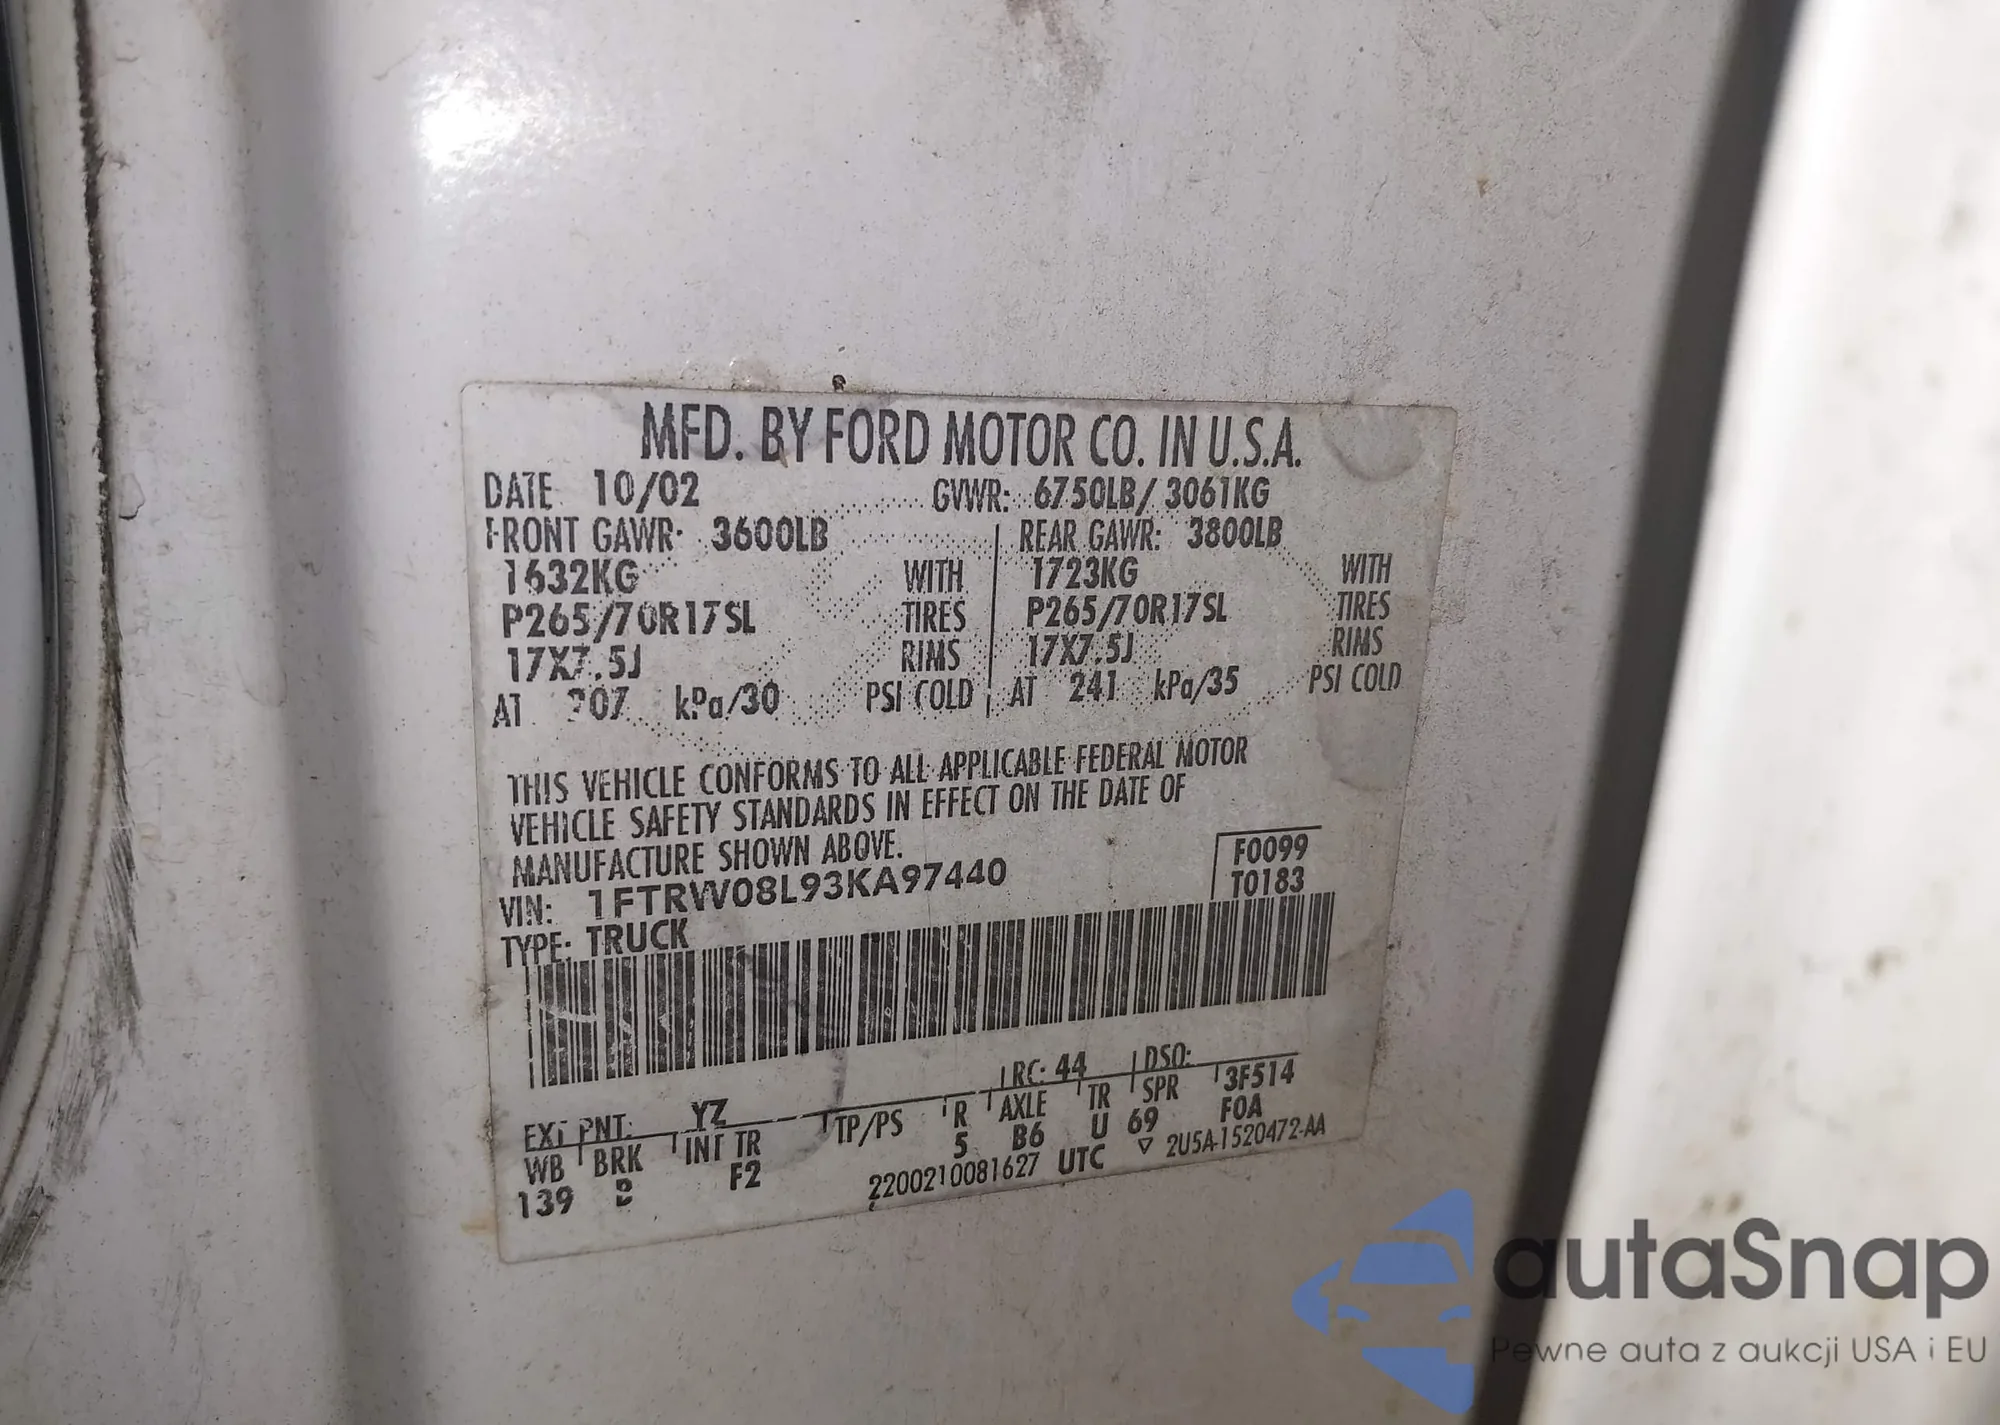 MFD. BY FORD MOTOR CO. IN U.S.A.
DATE 10/02 GVWR: 6750LB/ 3061KG
FRONT GAWR: 3600LB REAR GAWR: 3800LB
1632KG WITH 1723KG WITH
P265/70R17SL TIRES P265/70R17SL TIRES
17X7.5J RIMS 17X7.5J RIMS
AT 207 kPa/30 PSI COLD AT 241 kPa/35 PSI COLD
THIS VEHICLE CONFORMS TO ALL APPLICABLE FEDERAL MOTOR
VEHICLE SAFETY STANDARDS IN EFFECT ON THE DATE OF
MANUFACTURE SHOWN ABOVE.
VIN: 1FTRW08L93KA97440
F0099
T0183
TYPE: TRUCK
EXT PNT: YZ RC: 44 DSO: 3F514
WB BRK INT TR TP/PS R AXLE TR SPR F0A
139 B F2 5 B6 U 69
2200210081627 UTC ▽ 2U5A-1520472-AA
autaSnap
Pewne auta z aukcji USA i EU